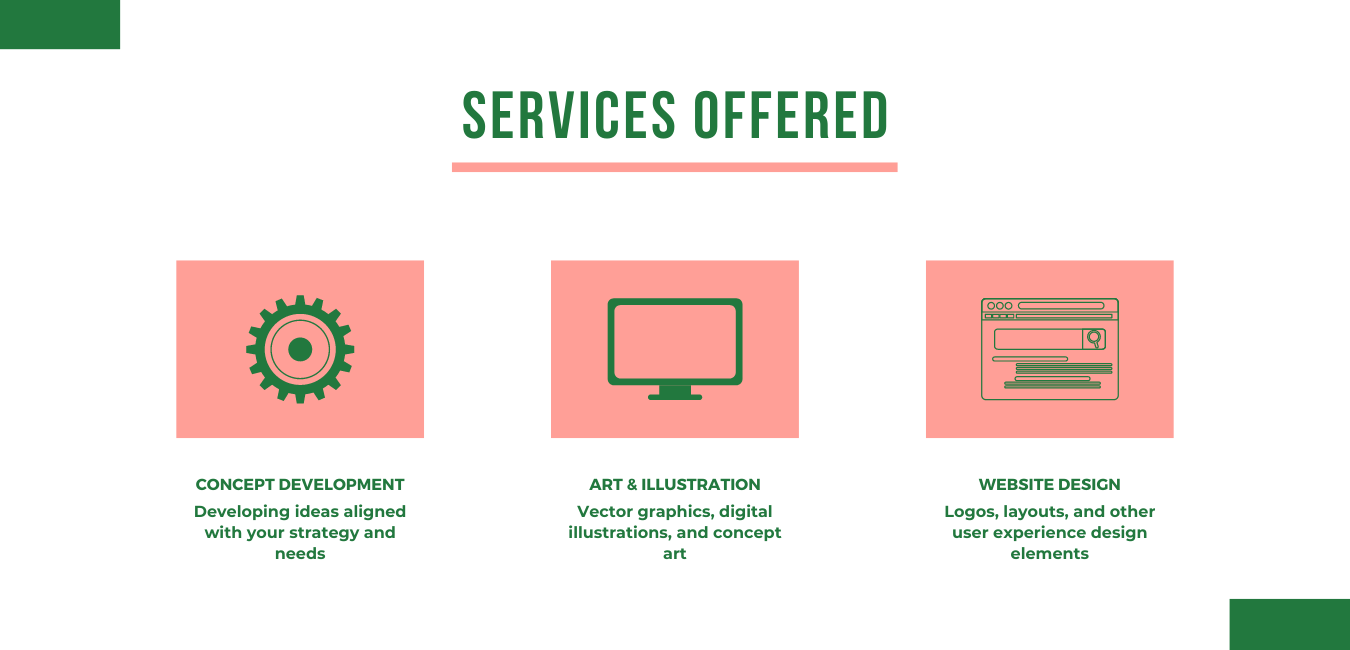 SERVICES OFFERED
CONCEPT DEVELOPMENT
Developing ideas aligned
with your strategy and
needs
ART & ILLUSTRATION
Vector graphics, digital
illustrations, and concept
art
WEBSITE DESIGN
Logos, layouts, and other
user experience design
elements